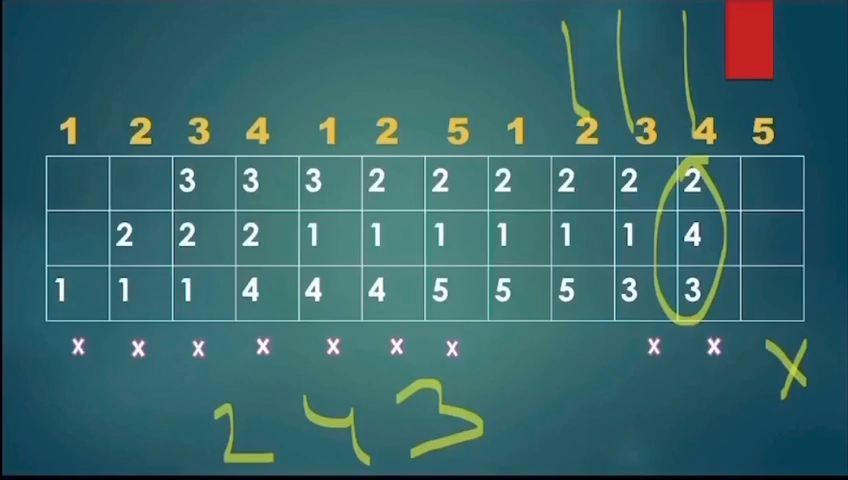 1 2 3 4 1 2 5 1 2 3 4 5
3 3 3 2 2 2 2 2 2
2 2 2 1 1 1 1 1 1 4
1 1 1 4 4 4 5 5 5 3 3
x x x x x x x x x x
2 4 3